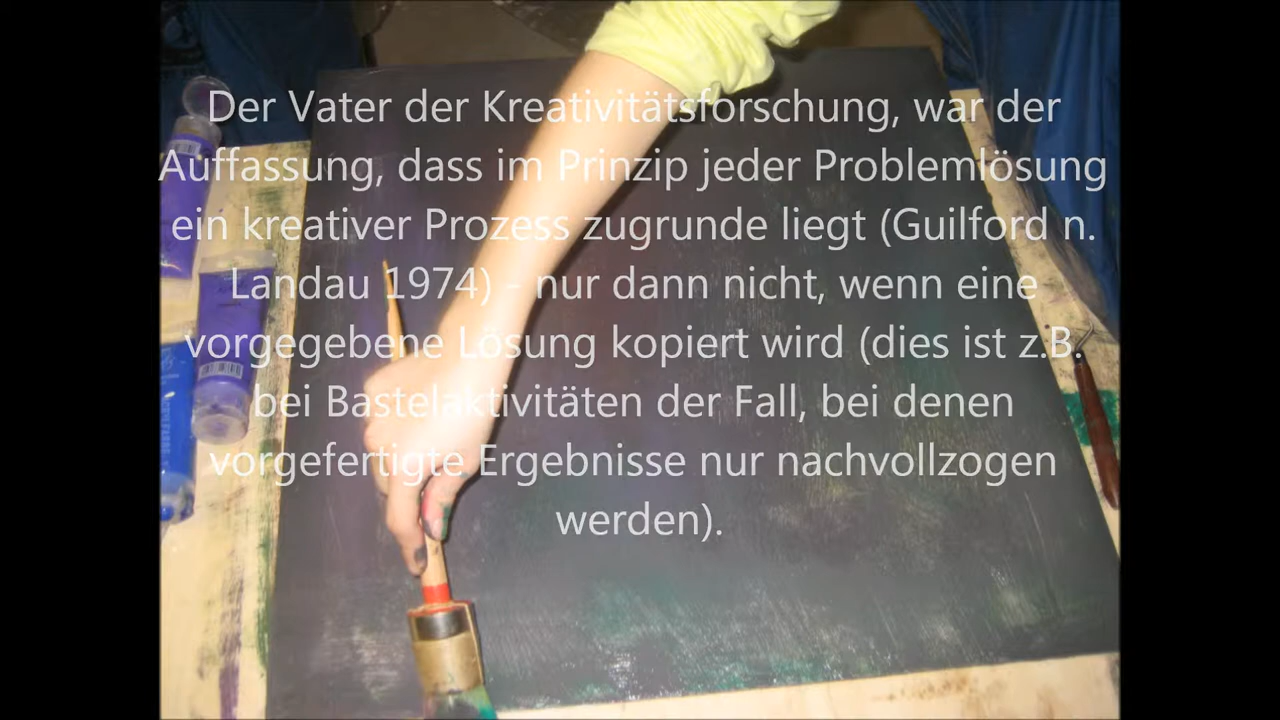 Der Vater der Kreativitätsforschung, war der
Auffassung, dass im Prinzip jeder Problemlösung
ein kreativer Prozess zugrunde liegt (Guilford n.
Landau 1974) - nur dann nicht, wenn eine
vorgegebene Lösung kopiert wird (dies ist z.B.
bei Bastelaktivitäten der Fall, bei denen
vorgefertigte Ergebnisse nur nachvollzogen
werden).